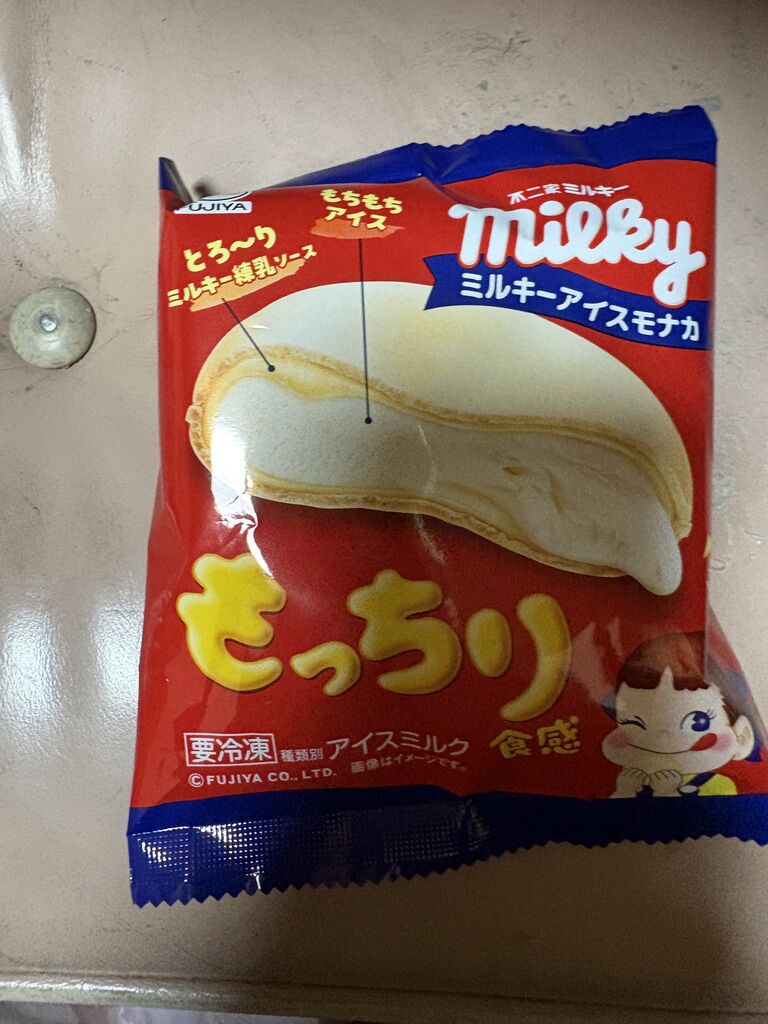 FUJIYA
もちもち
アイス
とろ〜り
ミルキー練乳ソース
不二家ミルキー
milky
ミルキーアイスモナカ
もっちり
食感
要冷凍 種類別 アイスミルク
画像はイメージです。
©FUJIYA CO., LTD.